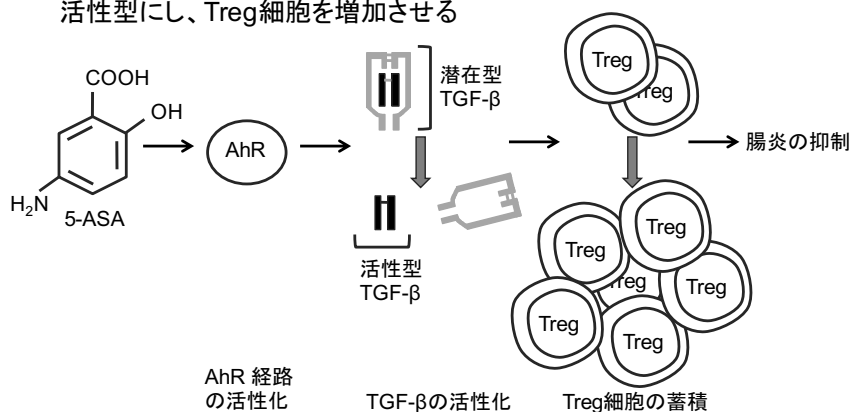 活性型にし、Treg細胞を増加させる
COOH
OH
H₂N
5-ASA
AhR
潜在型
TGF-β
活性型
TGF-β
Treg
Treg
腸炎の抑制
Treg
Treg
Treg
Treg
Treg
Treg
AhR 経路
の活性化
TGF-βの活性化
Treg細胞の蓄積